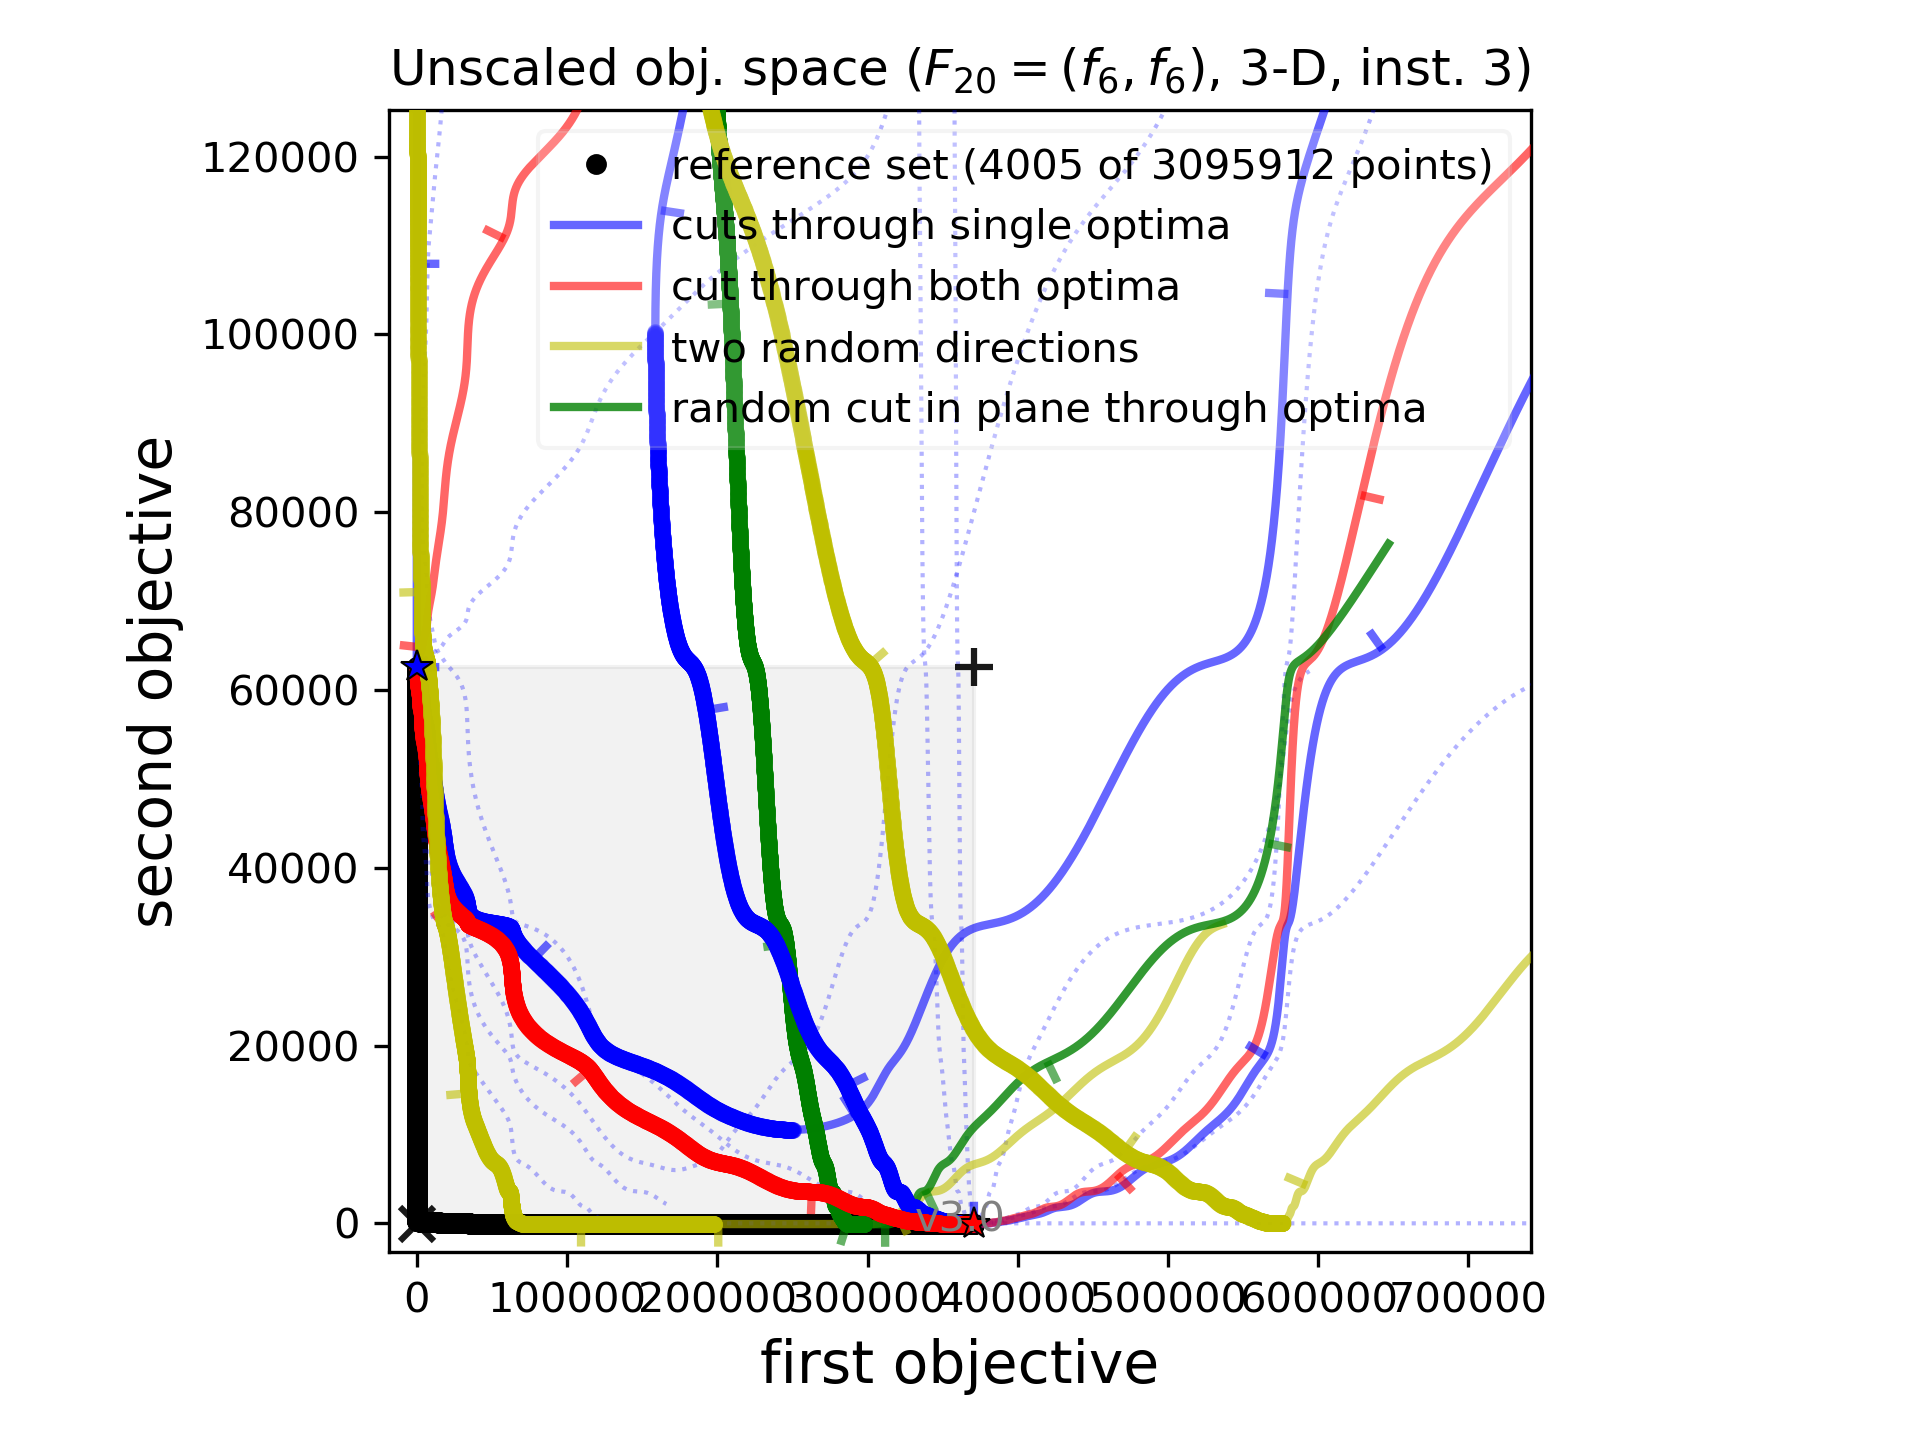 Unscaled obj. space (F20 = (f6, f6), 3-D, inst. 3)
reference set (4005 of 3095912 points)
cuts through single optima
cut through both optima
two random directions
random cut in plane through optima
120000
100000
80000
60000
40000
20000
0
second objective
v3.0
0 100000 200000 300000 400000 500000 600000 700000
first objective